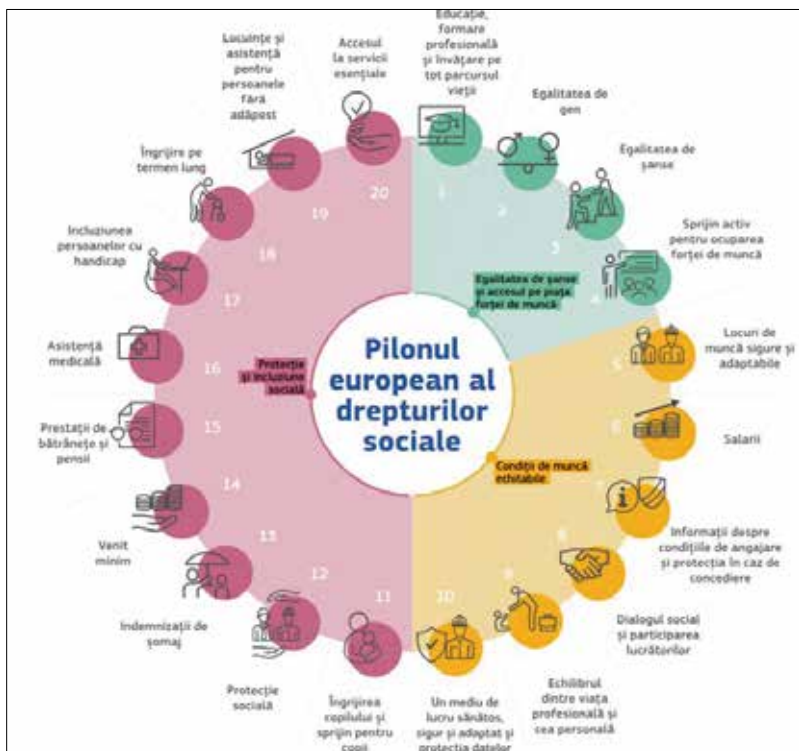 Educație,
formare
profesională
și învățare pe
tot parcursul
vieții
Egalitatea de
gen
Egalitatea de
șanse
Sprijin activ
pentru ocuparea
forței de muncă
Locuri de
muncă sigure și
adaptabile
Salarii
Informații despre
condițiile de angajare
și protecția în caz de
concediere
Dialogul social
și participarea
lucrătorilor
Echilibrul
dintre viața
profesională și
cea personală
Un mediu de
lucru sănătos,
sigur și adaptat și
protecția datelor
Îngrijirea
copilului și
sprijin pentru
copii
Protecție
socială
Indemnizații de
șomaj
Venit
minim
Prestații de
bătrânețe și
pensii
Asistență
medicală
Incluziunea
persoanelor cu
handicap
Îngrijire pe
termen lung
Locuințe și
asistență
pentru
persoanele
fără
adăpost
Accesul
la servicii
esențiale
1
2
3
4
5
6
7
8
9
10
11
12
13
14
15
16
17
18
19
20
Egalitatea de șanse
și accesul pe piața
forței de muncă
Protecție
și incluziune
socială
Condiții de muncă
echitabile
Pilonul
european al
drepturilor
sociale